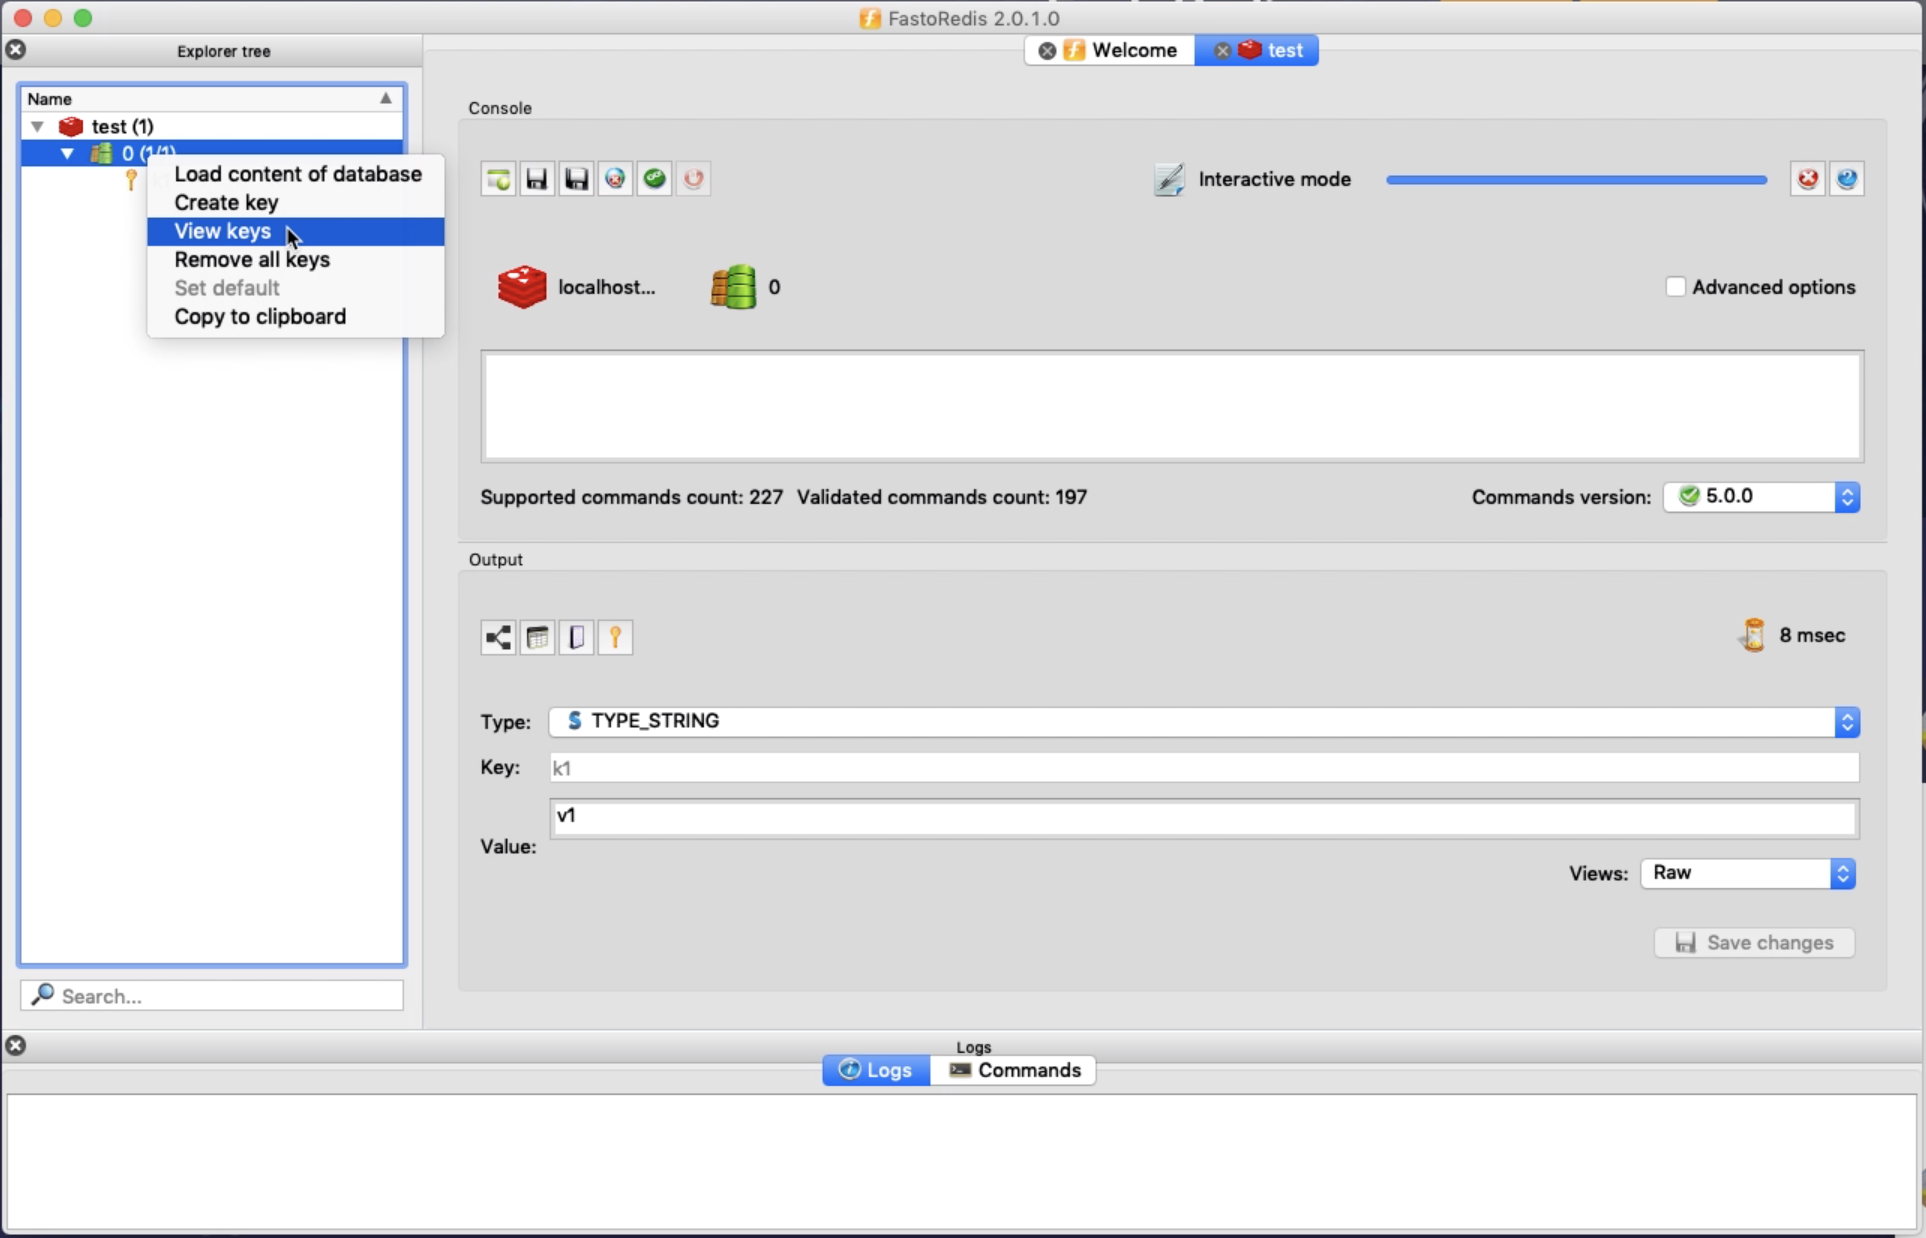 FastoRedis 2.0.1.0
Explorer tree
Welcome
test
Name
test (1)
0 (1/1)
Load content of database
Create key
View keys
Remove all keys
Set default
Copy to clipboard
Console
Interactive mode
localhost...
0
Advanced options
Supported commands count: 227 Validated commands count: 197
Commands version: 5.0.0
Output
8 msec
Type: TYPE_STRING
Key: k1
Value: v1
Views: Raw
Save changes
Search...
Logs
Logs
Commands